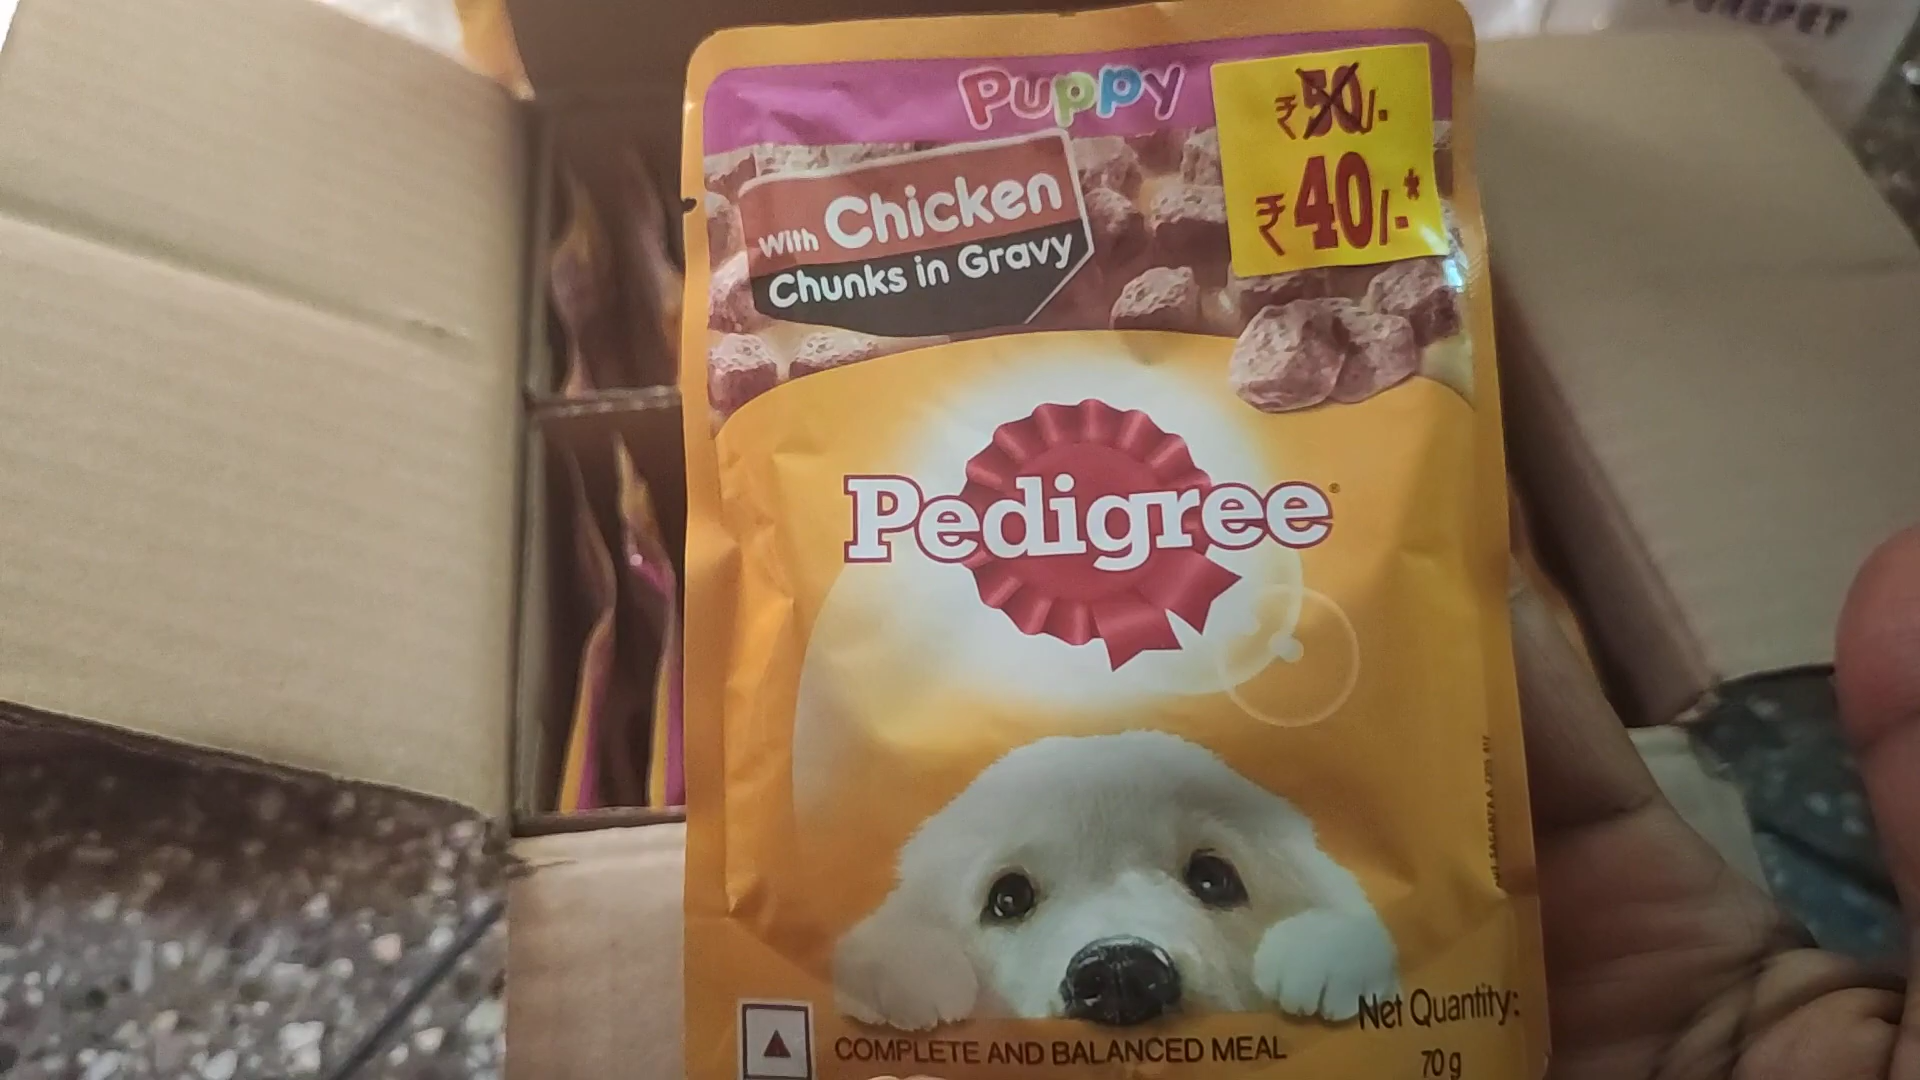 Puppy
With Chicken
Chunks in Gravy
₹50/-
₹40/-*
Pedigree®
COMPLETE AND BALANCED MEAL
Net Quantity:
70 g